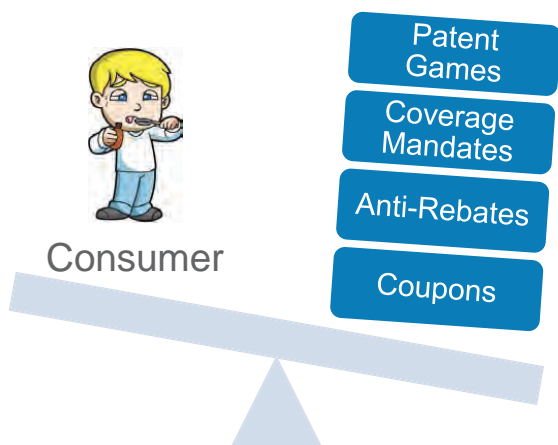 Patent
Games
Coverage
Mandates
Anti-Rebates
Consumer
Coupons